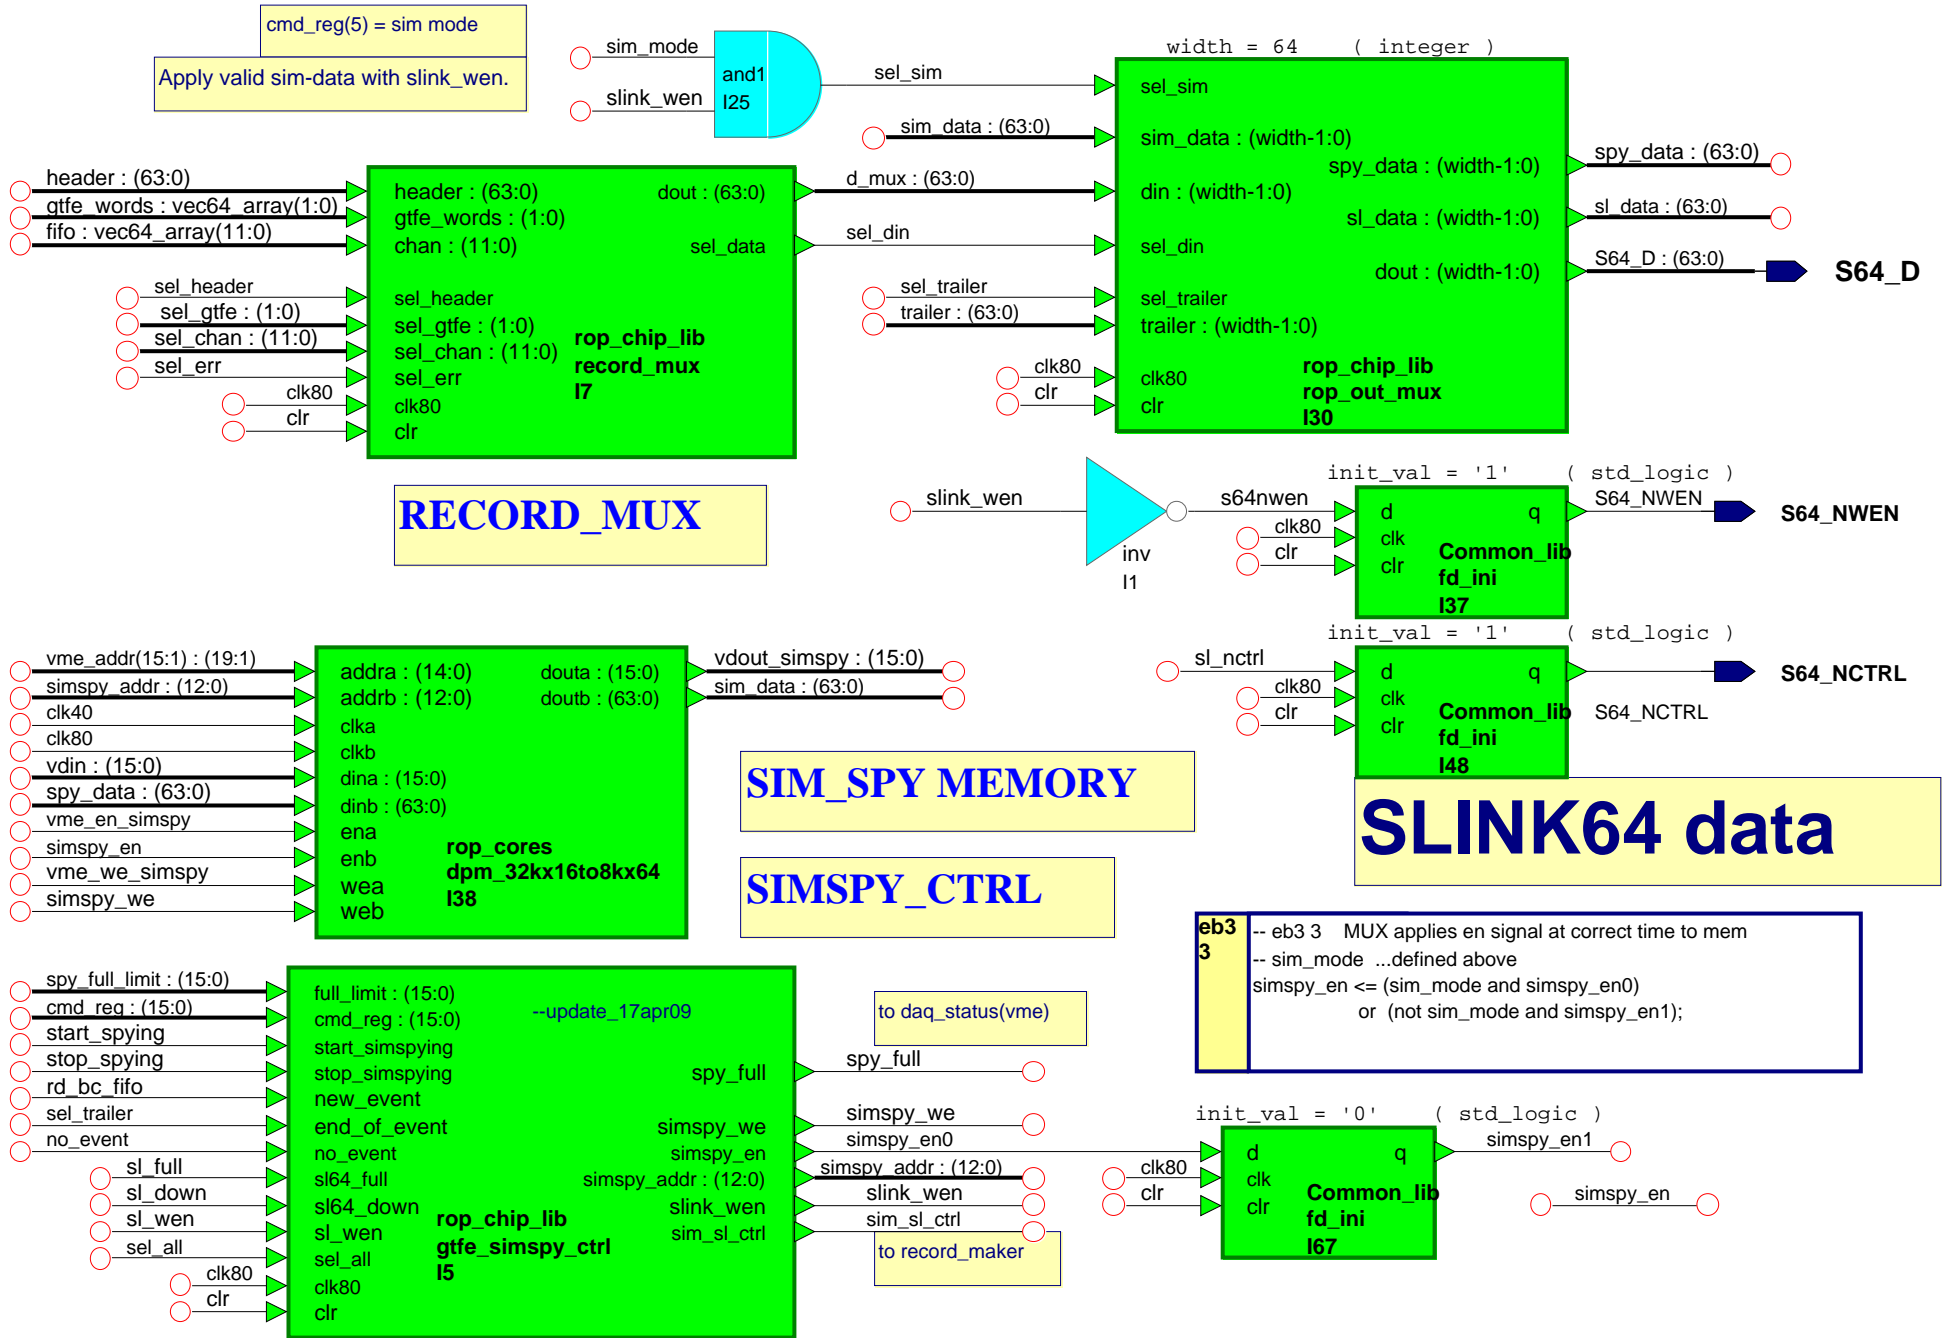 cmd_reg(5) = sim mode
Apply valid sim-data with slink_wen.
sim_mode
slink_wen
and1
I25
sel_sim
width = 64 ( integer )
sel_sim
sim_data : (63:0)
sim_data : (width-1:0)
spy_data : (width-1:0)
spy_data : (63:0)
d_mux : (63:0)
din : (width-1:0)
sl_data : (width-1:0)
sl_data : (63:0)
sel_din
sel_din
dout : (width-1:0)
S64_D : (63:0)
S64_D
sel_trailer
sel_trailer
trailer : (63:0)
trailer : (width-1:0)
clk80
clk80
clr
clr
rop_chip_lib
rop_out_mux
I30
header : (63:0)
gtfe_words : vec64_array(1:0)
fifo : vec64_array(11:0)
sel_header
sel_gtfe : (1:0)
sel_chan : (11:0)
sel_err
clk80
clr
header : (63:0)
dout : (63:0)
gtfe_words : (1:0)
chan : (11:0)
sel_data
sel_header
sel_gtfe : (1:0)
sel_chan : (11:0)
sel_err
clk80
clr
rop_chip_lib
record_mux
I7
RECORD_MUX
slink_wen
inv
I1
s64nwen
clk80
clr
init_val = '1' ( std_logic )
d
q
clk
clr
Common_lib
fd_ini
I37
S64_NWEN
S64_NWEN
init_val = '1' ( std_logic )
sl_nctrl
clk80
clr
d
q
clk
clr
Common_lib
fd_ini
I48
S64_NCTRL
S64_NCTRL
SLINK64 data
vme_addr(15:1) : (19:1)
simspy_addr : (12:0)
clk40
clk80
vdin : (15:0)
spy_data : (63:0)
vme_en_simspy
simspy_en
vme_we_simspy
simspy_we
addra : (14:0)
douta : (15:0)
addrb : (12:0)
doutb : (63:0)
clka
clkb
dina : (15:0)
dinb : (63:0)
ena
enb
wea
web
rop_cores
dpm_32kx16to8kx64
I38
vdout_simspy : (15:0)
sim_data : (63:0)
SIM_SPY MEMORY
SIMSPY_CTRL
eb3
3
-- eb3 3 MUX applies en signal at correct time to mem
-- sim_mode ...defined above
simspy_en <= (sim_mode and simspy_en0)
or (not sim_mode and simspy_en1);
spy_full_limit : (15:0)
cmd_reg : (15:0)
start_spying
stop_spying
rd_bc_fifo
sel_trailer
no_event
sl_full
sl_down
sl_wen
sel_all
clk80
clr
full_limit : (15:0)
cmd_reg : (15:0)
--update_17apr09
start_simspying
stop_simspying
spy_full
new_event
end_of_event
simspy_we
no_event
simspy_en
sl64_full
simspy_addr : (12:0)
sl64_down
slink_wen
sl_wen
sim_sl_ctrl
sel_all
clk80
clr
rop_chip_lib
gtfe_simspy_ctrl
I5
to daq_status(vme)
spy_full
simspy_we
simspy_en0
simspy_addr : (12:0)
slink_wen
sim_sl_ctrl
to record_maker
init_val = '0' ( std_logic )
clk80
clr
d
q
clk
clr
Common_lib
fd_ini
I67
simspy_en1
simspy_en